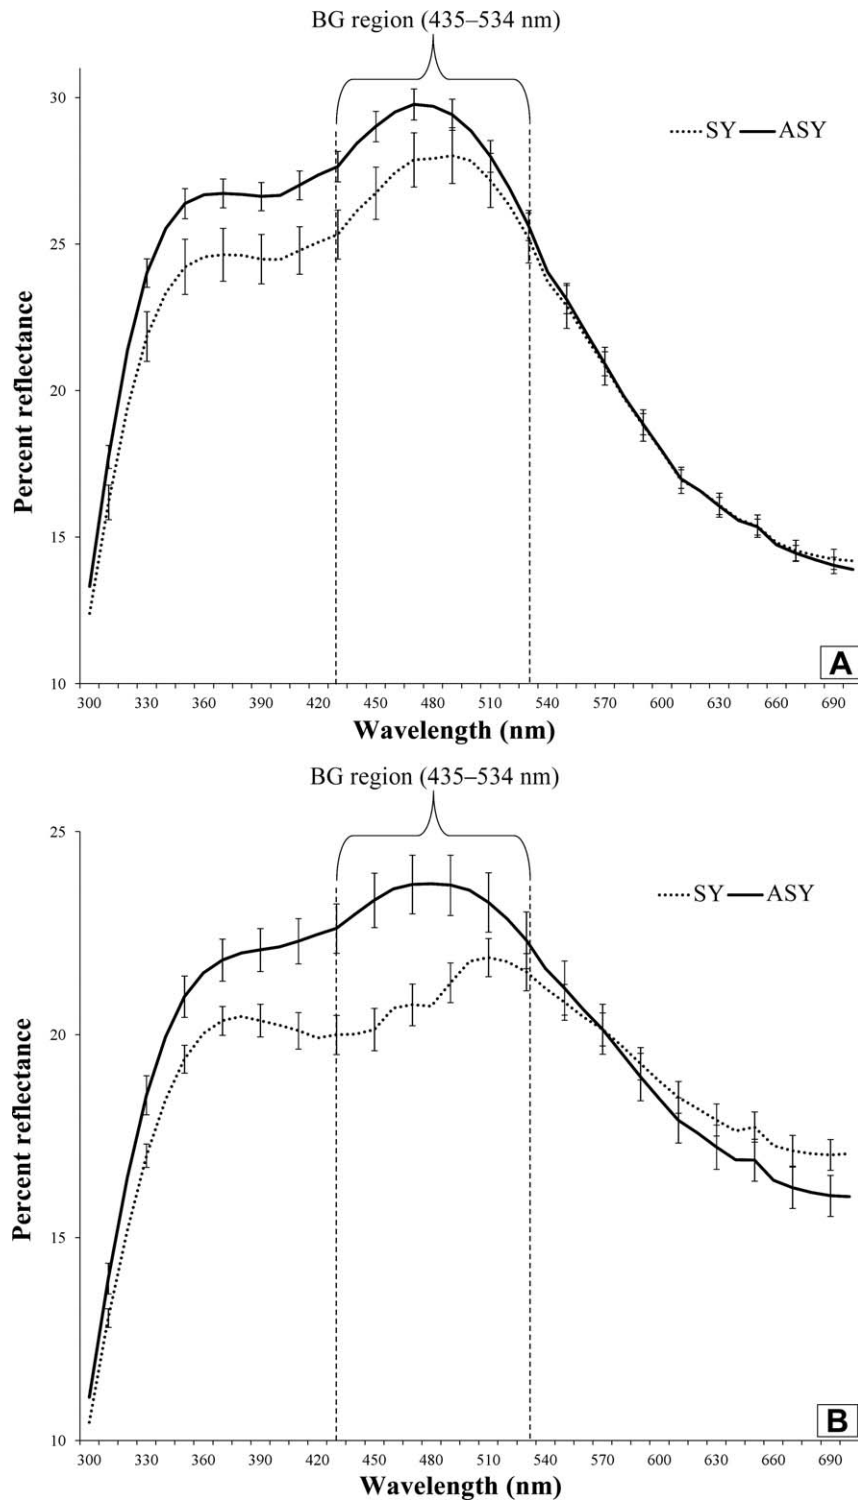 BG region (435–534 nm)
30
SY ASY
25
Percent reflectance
20
15
10
A
300 330 360 390 420 450 480 510 540 570 600 630 660 690
Wavelength (nm)
BG region (435–534 nm)
25
SY ASY
20
Percent reflectance
15
10
B
300 330 360 390 420 450 480 510 540 570 600 630 660 690
Wavelength (nm)